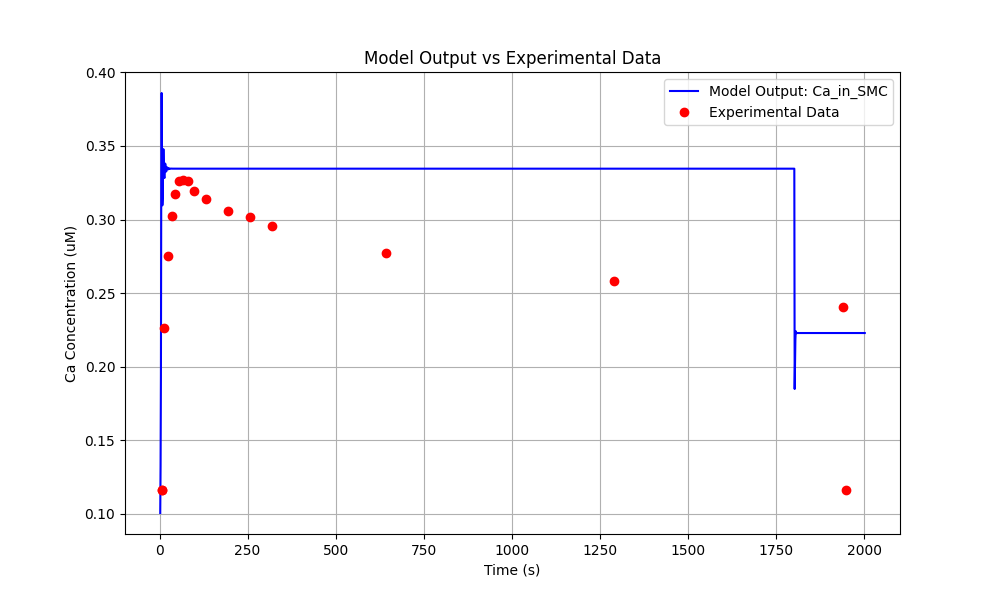 Model Output vs Experimental Data
Model Output: Ca_in_SMC
Experimental Data
Ca Concentration (uM)
0.40
0.35
0.30
0.25
0.20
0.15
0.10
0 250 500 750 1000 1250 1500 1750 2000
Time (s)